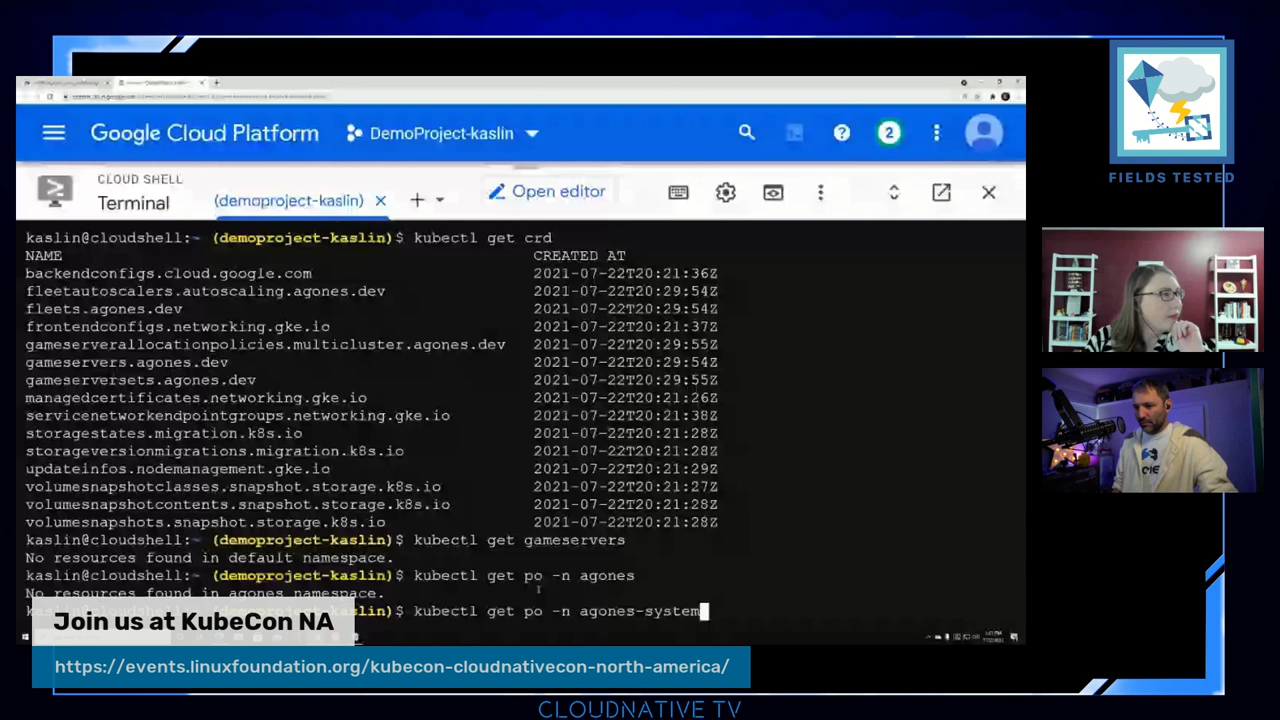 Google Cloud Platform
DemoProject-kaslin
2
CLOUD SHELL
Terminal
(demoproject-kaslin)
Open editor
kaslin@cloudshell:~ (demoproject-kaslin)$ kubectl get crd
NAME CREATED AT
backendconfigs.cloud.google.com 2021-07-22T20:21:36Z
fleetautoscalers.autoscaling.agones.dev 2021-07-22T20:29:54Z
fleets.agones.dev 2021-07-22T20:29:54Z
frontendconfigs.networking.gke.io 2021-07-22T20:21:37Z
gameserverallocationpolicies.multicluster.agones.dev 2021-07-22T20:29:55Z
gameservers.agones.dev 2021-07-22T20:29:54Z
gameserversets.agones.dev 2021-07-22T20:29:55Z
managedcertificates.networking.gke.io 2021-07-22T20:21:26Z
servicenetworkendpointgroups.networking.gke.io 2021-07-22T20:21:38Z
storagestates.migration.k8s.io 2021-07-22T20:21:28Z
storageversionmigrations.migration.k8s.io 2021-07-22T20:21:28Z
updateinfos.nodemanagement.gke.io 2021-07-22T20:21:29Z
volumesnapshotclasses.snapshot.storage.k8s.io 2021-07-22T20:21:27Z
volumesnapshotcontents.snapshot.storage.k8s.io 2021-07-22T20:21:28Z
volumesnapshots.snapshot.storage.k8s.io 2021-07-22T20:21:28Z
kaslin@cloudshell:~ (demoproject-kaslin)$ kubectl get gameservers
No resources found in default namespace.
kaslin@cloudshell:~ (demoproject-kaslin)$ kubectl get po -n agones
No resources found in agones namespace.
slin)$ kubectl get po -n agones-system
Join us at KubeCon NA
https://events.linuxfoundation.org/kubecon-cloudnativecon-north-america/
FIELDS TESTED
CLOUDNATIVE TV